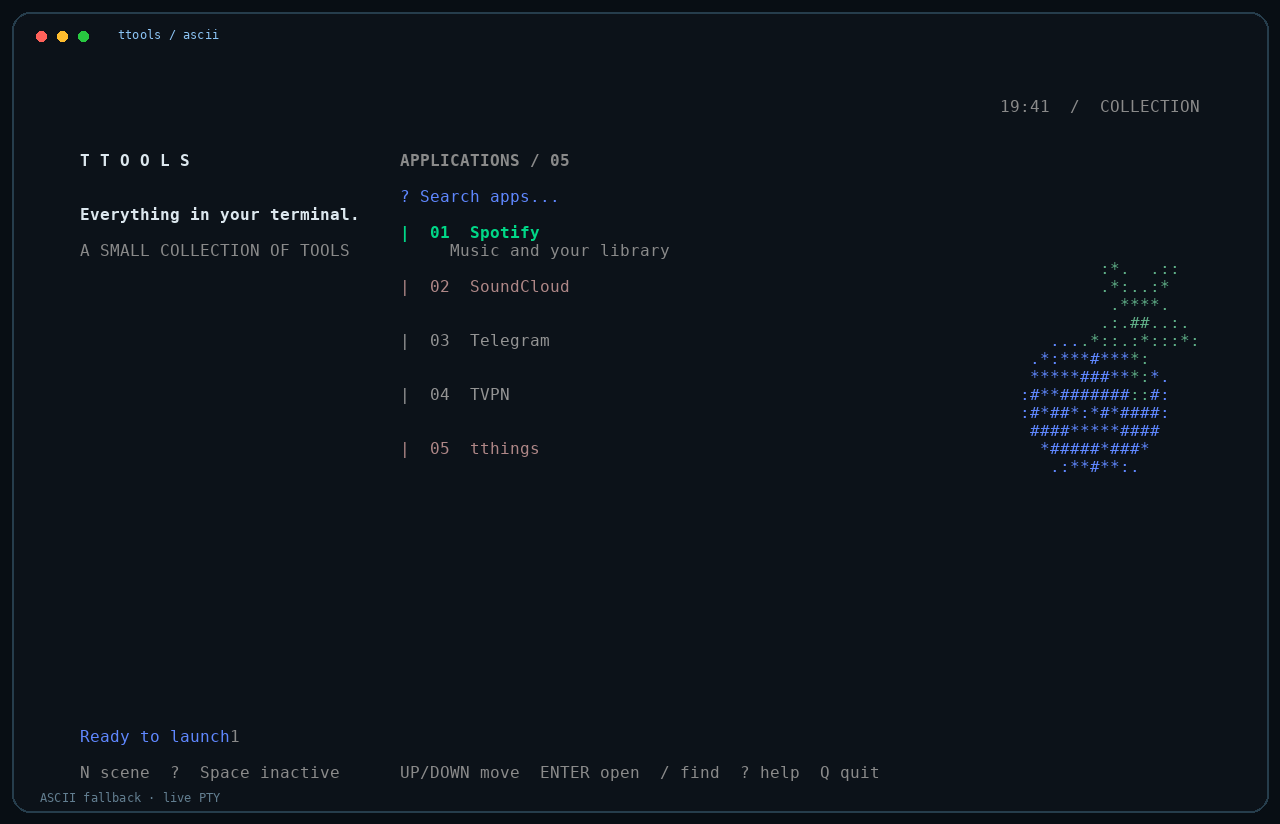 ttools / ascii
19:41  /  COLLECTION
T T O O L S
APPLICATIONS / 05
? Search apps...
Everything in your terminal.
|  01  Spotify
A SMALL COLLECTION OF TOOLS
Music and your library
|  02  SoundCloud
|  03  Telegram
|  04  TVPN
|  05  tthings
:*.  .::
.*:..:*
.****.
.:.##..:.
....*::.:*:::*:
.*:***#****:
*****###***:*.
:#**#######::#:
:#*##*:*#*####:
####*****####
*#####*###*
.:**#**:.
Ready to launch1
N scene  ?  Space inactive      UP/DOWN move  ENTER open  / find  ? help  Q quit
ASCII fallback · live PTY